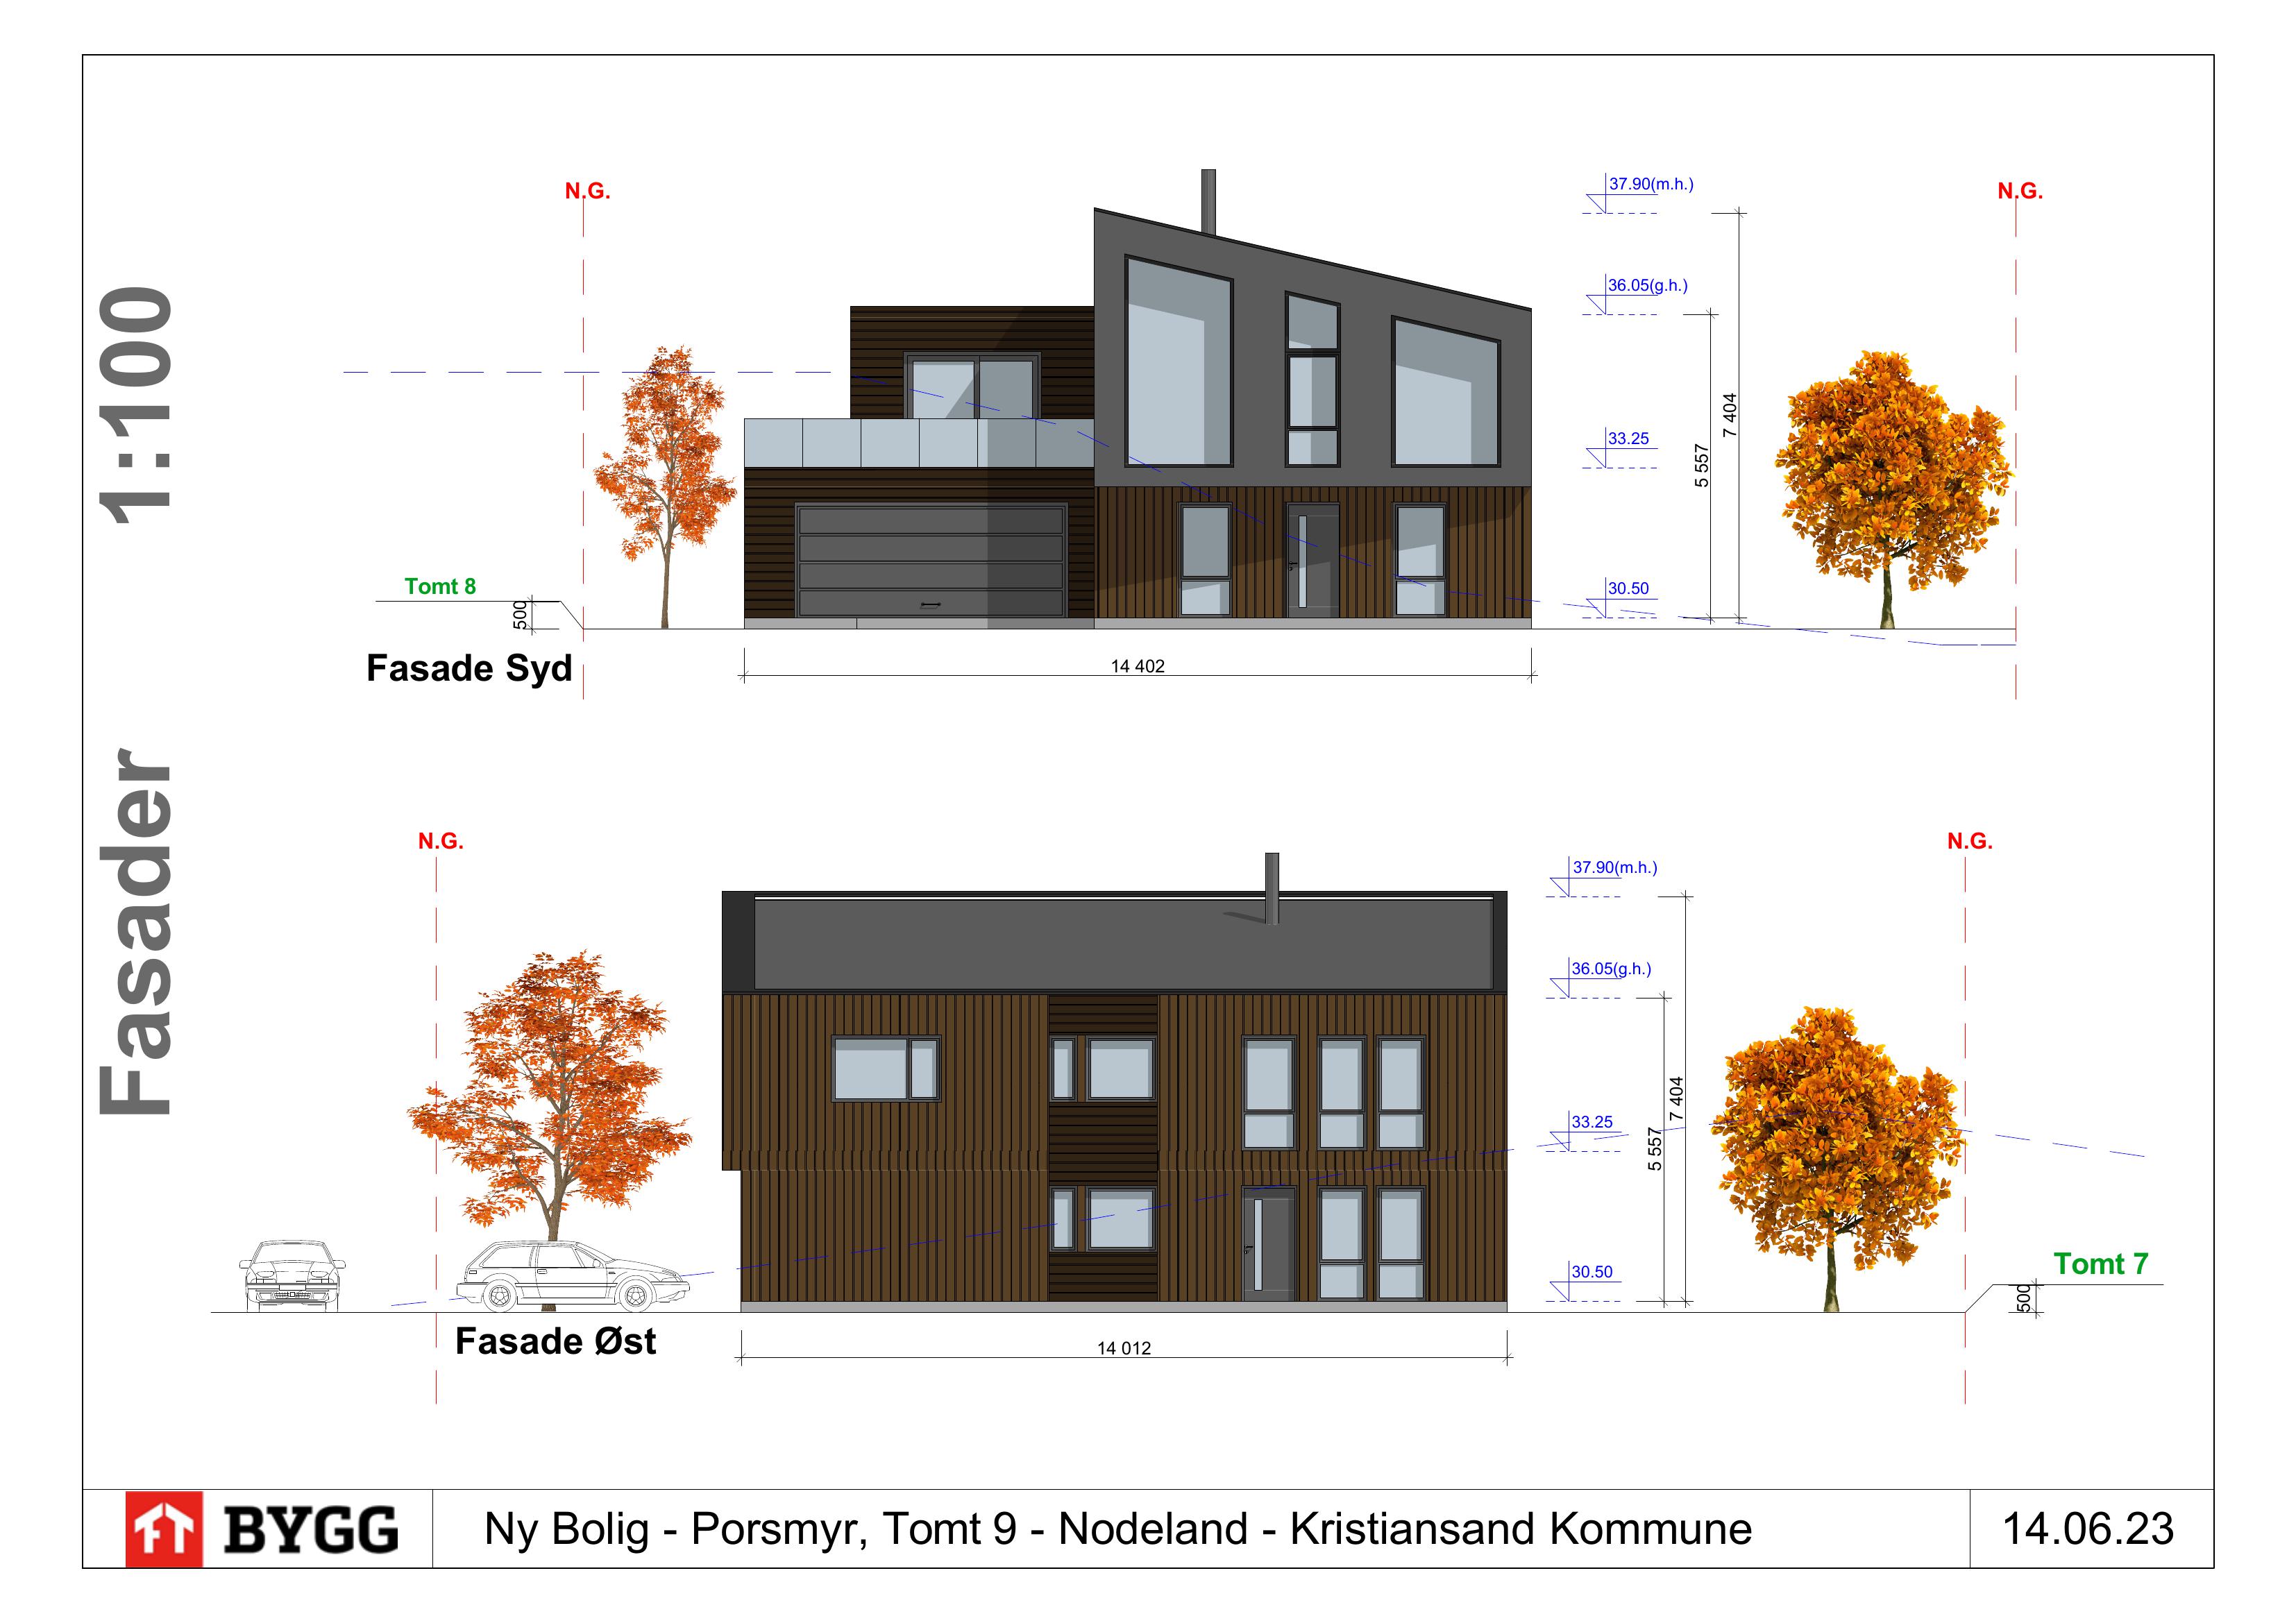 Fasader 1:100
N.G.
N.G.
37.90(m.h.)
36.05(g.h.)
33.25
30.50
7 404
5 557
Tomt 8
500
Fasade Syd
14 402
N.G.
N.G.
37.90(m.h.)
36.05(g.h.)
33.25
30.50
7 404
5 557
Tomt 7
500
Fasade Øst
14 012
FT BYGG
Ny Bolig - Porsmyr, Tomt 9 - Nodeland - Kristiansand Kommune
14.06.23